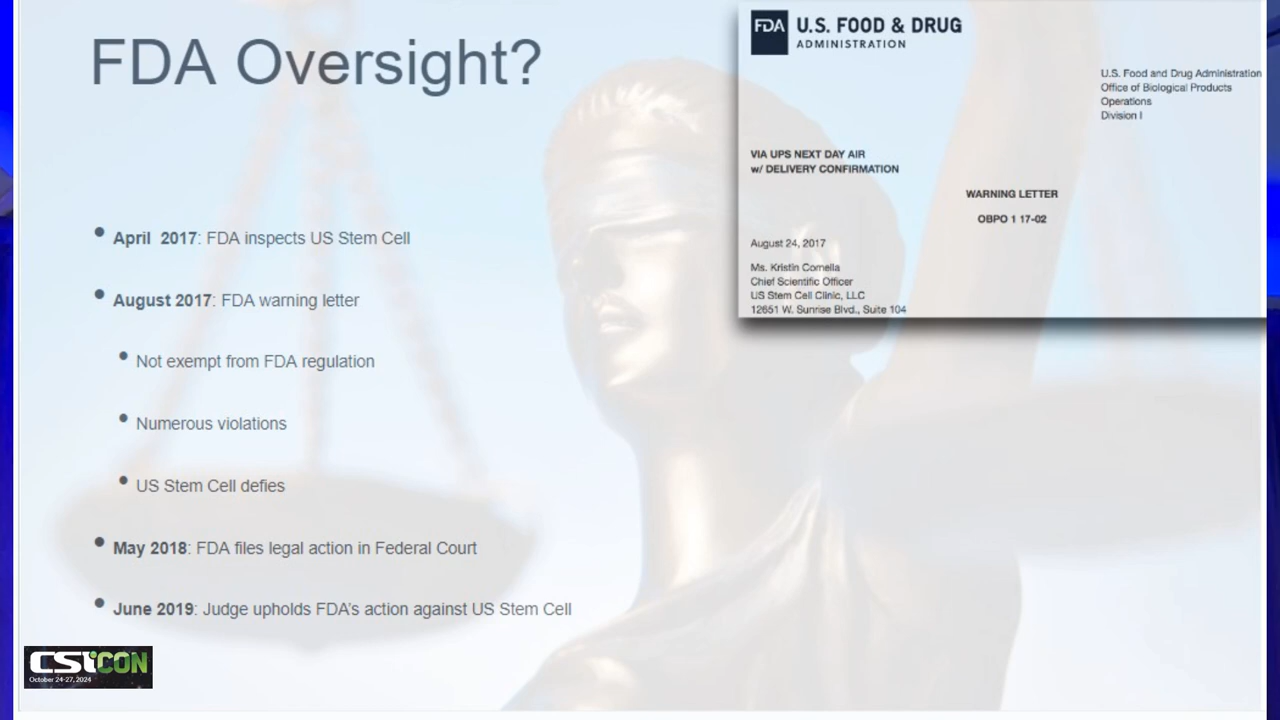 FDA Oversight?
FDA
U.S. FOOD & DRUG
ADMINISTRATION
U.S. Food and Drug Administration
Office of Biological Products
Operations
Division I
VIA UPS NEXT DAY AIR
w/ DELIVERY CONFIRMATION
WARNING LETTER
OBPO 1 17-02
August 24, 2017
Ms. Kristin Comella
Chief Scientific Officer
US Stem Cell Clinic, LLC
12651 W. Sunrise Blvd., Suite 104
• April 2017: FDA inspects US Stem Cell
• August 2017: FDA warning letter
• Not exempt from FDA regulation
• Numerous violations
• US Stem Cell defies
• May 2018: FDA files legal action in Federal Court
• June 2019: Judge upholds FDA's action against US Stem Cell
CSICON
October 24-27, 2024